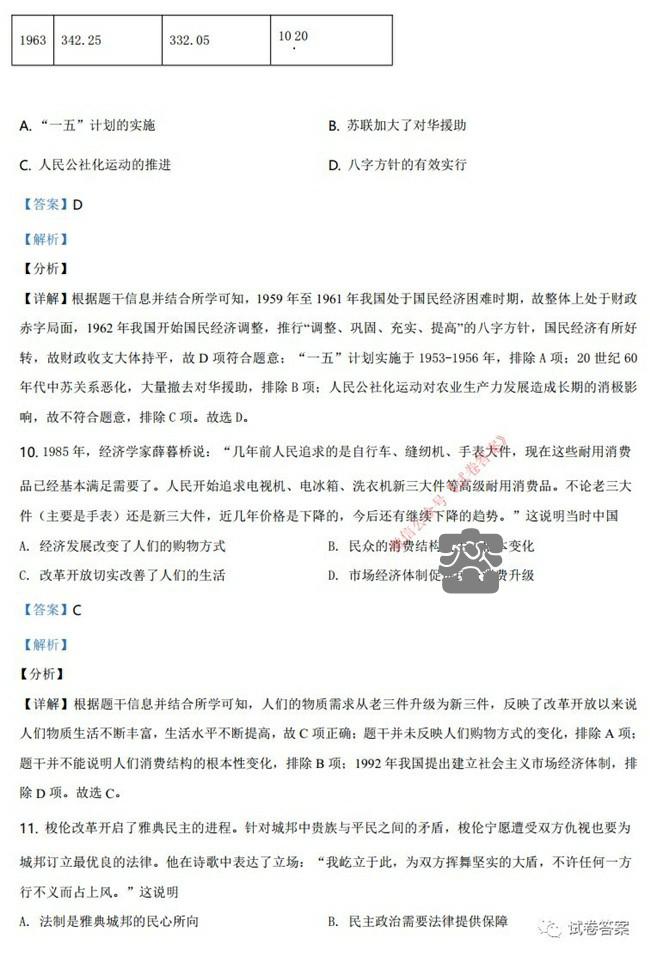 1963 342.25 332.05 10 20
A. “一五”计划的实施 B. 苏联加大了对华援助
C. 人民公社化运动的推进 D. 八字方针的有效实行
【答案】D
【解析】
【分析】
【详解】根据题干信息并结合所学可知，1959 年至 1961 年我国处于国民经济困难时期，故整体上处于财政
赤字局面，1962 年我国开始国民经济调整，推行“调整、巩固、充实、提高”的八字方针，国民经济有所好
转，故财政收支大体持平，故 D 项符合题意；“一五”计划实施于 1953-1956 年，排除 A 项；20 世纪 60
年代中苏关系恶化，大量撤去对华援助，排除 B 项；人民公社化运动对农业生产力发展造成长期的消极影
响，故不符合题意，排除 C 项。故选 D。
10. 1985 年，经济学家薛暮桥说：“几年前人民追求的是自行车、缝纫机、手表大件，现在这些耐用消费
品已经基本满足需要了。人民开始追求电视机、电冰箱、洗衣机新三大件等高级耐用消费品。不论老三大
件（主要是手表）还是新三大件，近几年价格是下降的，今后还有继续下降的趋势。”这说明当时中国
A. 经济发展改变了人们的购物方式 B. 民众的消费结构 本变化
C. 改革开放切实改善了人们的生活 D. 市场经济体制促 费升级
【答案】C
【解析】
【分析】
【详解】根据题干信息并结合所学可知，人们的物质需求从老三件升级为新三件，反映了改革开放以来说
人们物质生活不断丰富，生活水平不断提高，故 C 项正确；题干并未反映人们购物方式的变化，排除 A 项；
题干并不能说明人们消费结构的根本性变化，排除 B 项；1992 年我国提出建立社会主义市场经济体制，排
除 D 项。故选 C。
11. 梭伦改革开启了雅典民主的进程。针对城邦中贵族与平民之间的矛盾，梭伦宁愿遭受双方仇视也要为
城邦订立最优良的法律。他在诗歌中表达了立场：“我屹立于此，为双方挥舞坚实的大盾，不许任何一方
行不义而占上风。”这说明
A. 法制是雅典城邦的民心所向 B. 民主政治需要法律提供保障
试卷答案